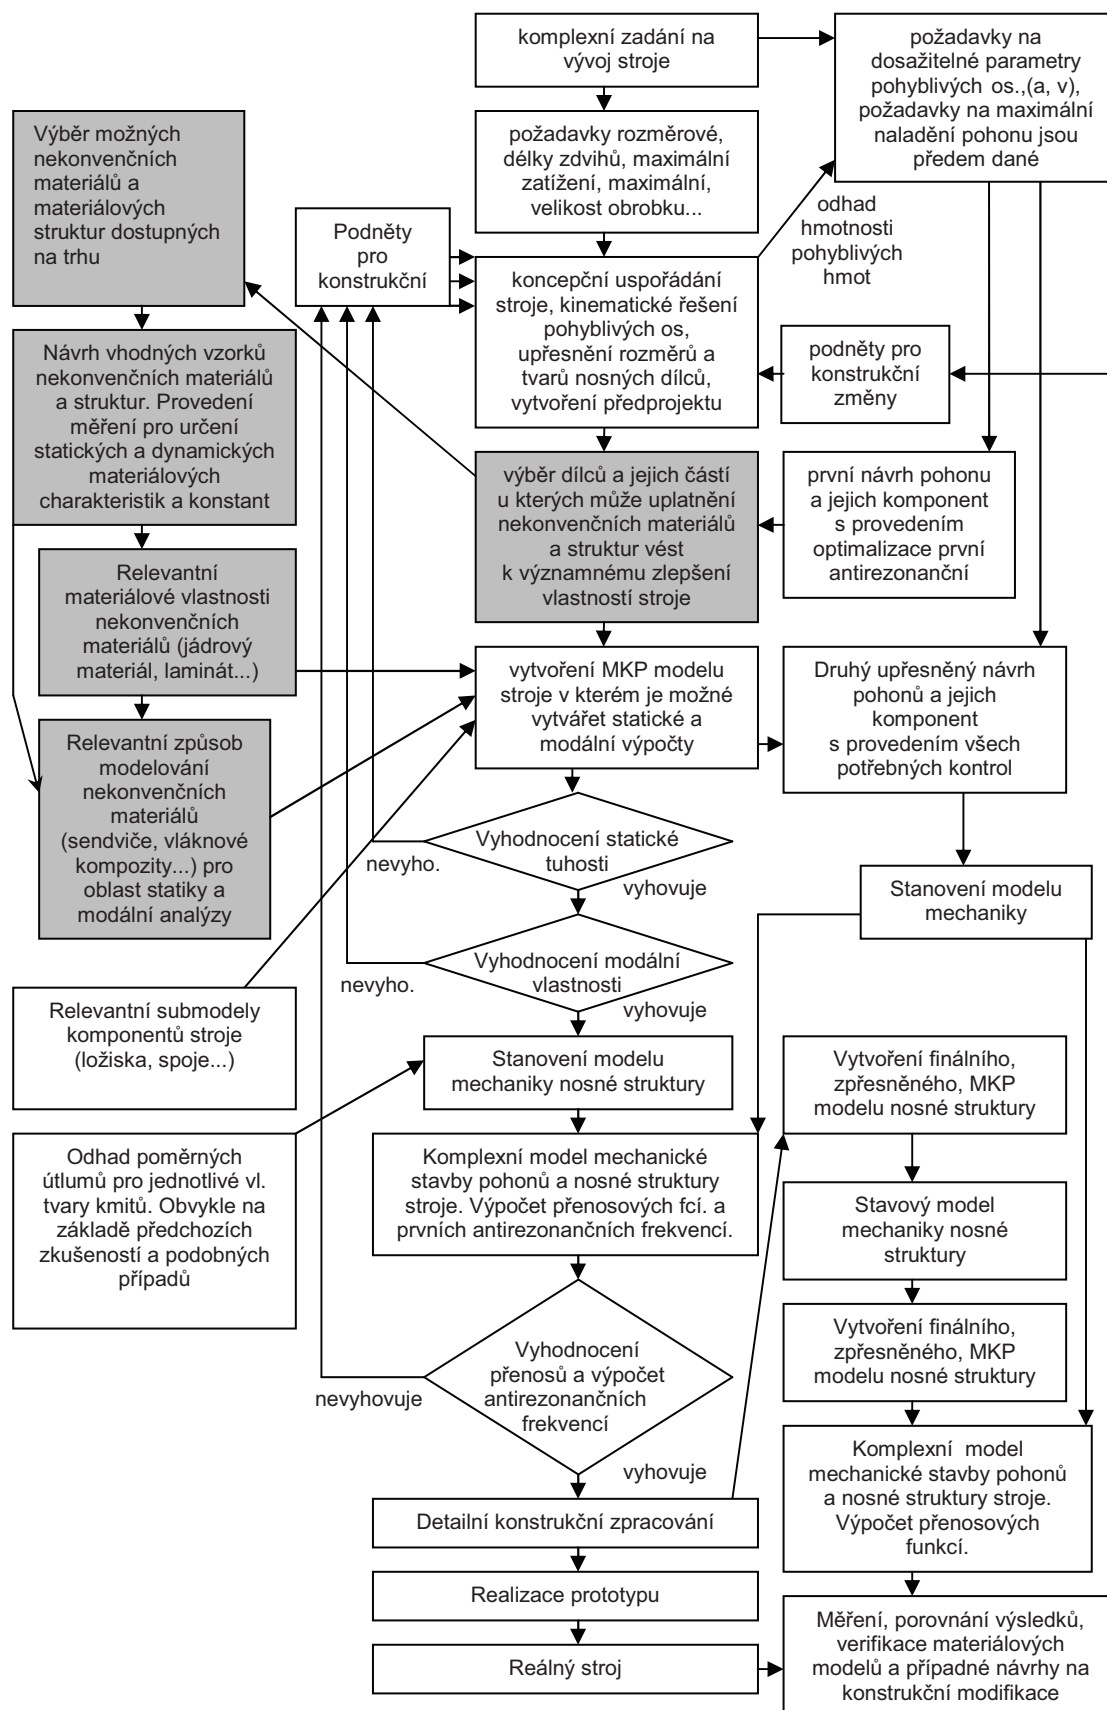 komplexní zadání na
vývoj stroje
požadavky na
dosažitelné parametry
pohyblivých os.,(a, v),
požadavky na maximální
naladění pohonu jsou
předem dané
Výběr možných
nekonvenčních
materiálů a
materiálových
struktur dostupných
na trhu
požadavky rozměrové,
délky zdvihů, maximální
zatížení, maximální,
velikost obrobku...
odhad
hmotnosti
pohyblivých
hmot
Podněty
pro
konstrukční
koncepční uspořádání
stroje, kinematické řešení
pohyblivých os,
upřesnění rozměrů a
tvarů nosných dílců,
vytvoření předprojektu
podněty pro
konstrukční
změny
Návrh vhodných vzorků
nekonvenčních materiálů
a struktur. Provedení
měření pro určení
statických a dynamických
materiálových
charakteristik a konstant
výběr dílců a jejich částí
u kterých může uplatnění
nekonvenčních materiálů
a struktur vést
k významnému zlepšení
vlastností stroje
první návrh pohonu
a jejich komponent
s provedením
optimalizace první
antirezonanční
Relevantní
materiálové vlastnosti
nekonvenčních
materiálů (jádrový
materiál, laminát...)
vytvoření MKP modelu
stroje v kterém je možné
vytvářet statické a
modální výpočty
Druhý upřesněný návrh
pohonů a jejich
komponent
s provedením všech
potřebných kontrol
Relevantní způsob
modelování
nekonvenčních
materiálů
(sendviče, vláknové
kompozity...) pro
oblast statiky a
modální analýzy
Vyhodnocení statické
tuhosti
nevyho.
vyhovuje
Stanovení modelu
mechaniky
Vyhodnocení modální
vlastnosti
nevyho.
vyhovuje
Relevantní submodely
komponentů stroje
(ložiska, spoje...)
Stanovení modelu
mechaniky nosné struktury
Vytvoření finálního,
zpřesněného, MKP
modelu nosné struktury
Odhad poměrných
útlumů pro jednotlivé vl.
tvary kmitů. Obvykle na
základě předchozích
zkušeností a podobných
případů
Komplexní model mechanické
stavby pohonů a nosné struktury
stroje. Výpočet přenosových fcí. a
prvních antirezonančních frekvencí.
Stavový model
mechaniky nosné
struktury
Vyhodnocení
přenosů a výpočet
antirezonančních
frekvencí
nevyhovuje
vyhovuje
Vytvoření finálního,
zpřesněného, MKP
modelu nosné struktury
Komplexní model
mechanické stavby pohonů
a nosné struktury stroje.
Výpočet přenosových
funkcí.
Detailní konstrukční zpracování
Realizace prototypu
Reálný stroj
Měření, porovnání výsledků,
verifikace materiálových
modelů a případné návrhy na
konstrukční modifikace